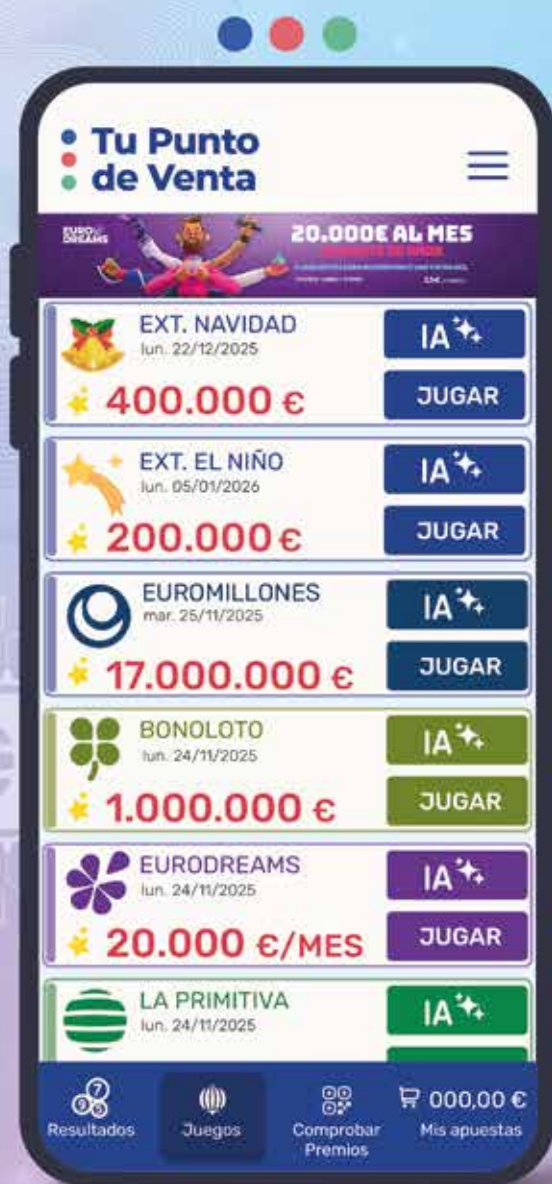 Tu Punto
de Venta
EURO
DREAMS
20.000€ AL MES
EXT. NAVIDAD
lun. 22/12/2025
IA
400.000 €
JUGAR
EXT. EL NIÑO
lun. 05/01/2026
IA
200.000 €
JUGAR
EUROMILLONES
mar. 25/11/2025
IA
17.000.000 €
JUGAR
BONOLOTO
lun. 24/11/2025
IA
1.000.000 €
JUGAR
EURODREAMS
lun. 24/11/2025
IA
20.000 €/MES
JUGAR
LA PRIMITIVA
lun. 24/11/2025
IA
Resultados
Juegos
Comprobar
Premios
000,00 €
Mis apuestas